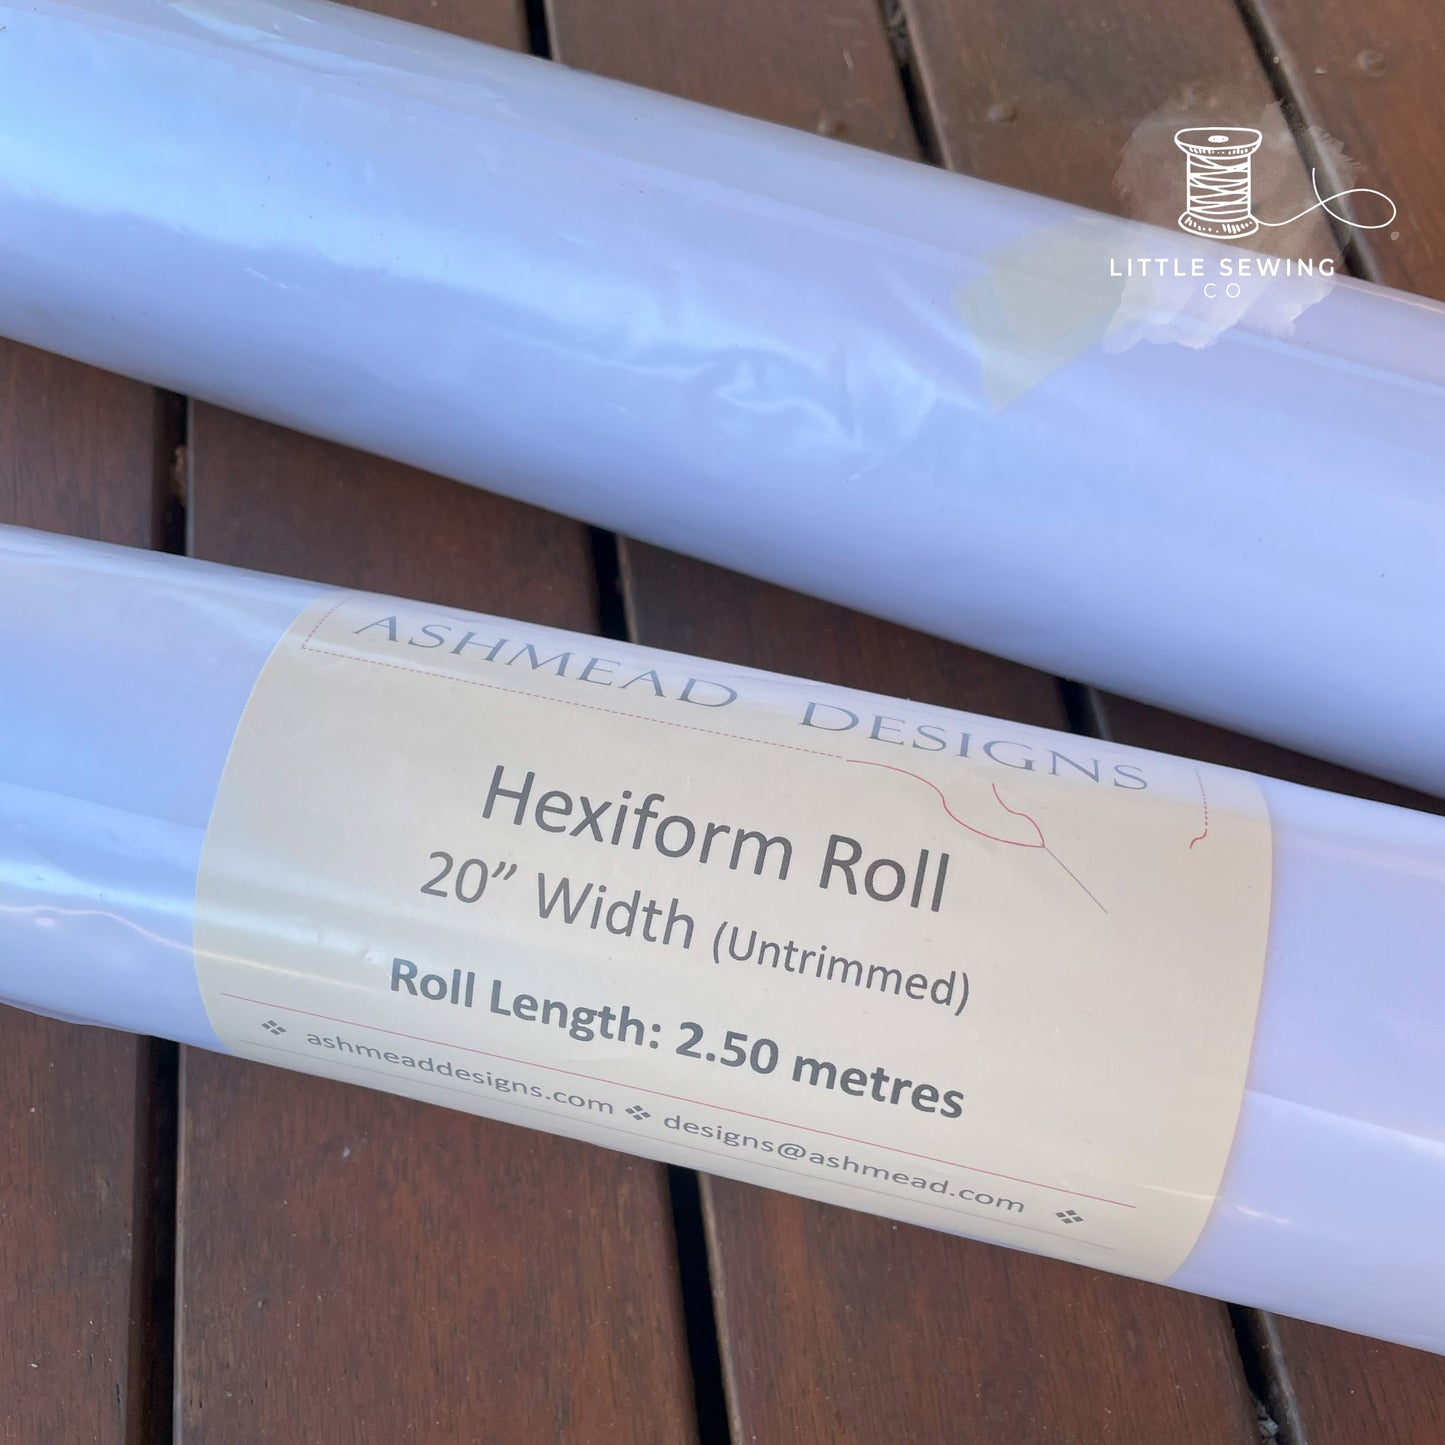 LITTLE SEWING
CO
ASHMEAD DESIGNS
Hexiform Roll
20” Width (Untrimmed)
Roll Length: 2.50 metres
ashmeaddesigns.com ❖ designs@ashmead.com